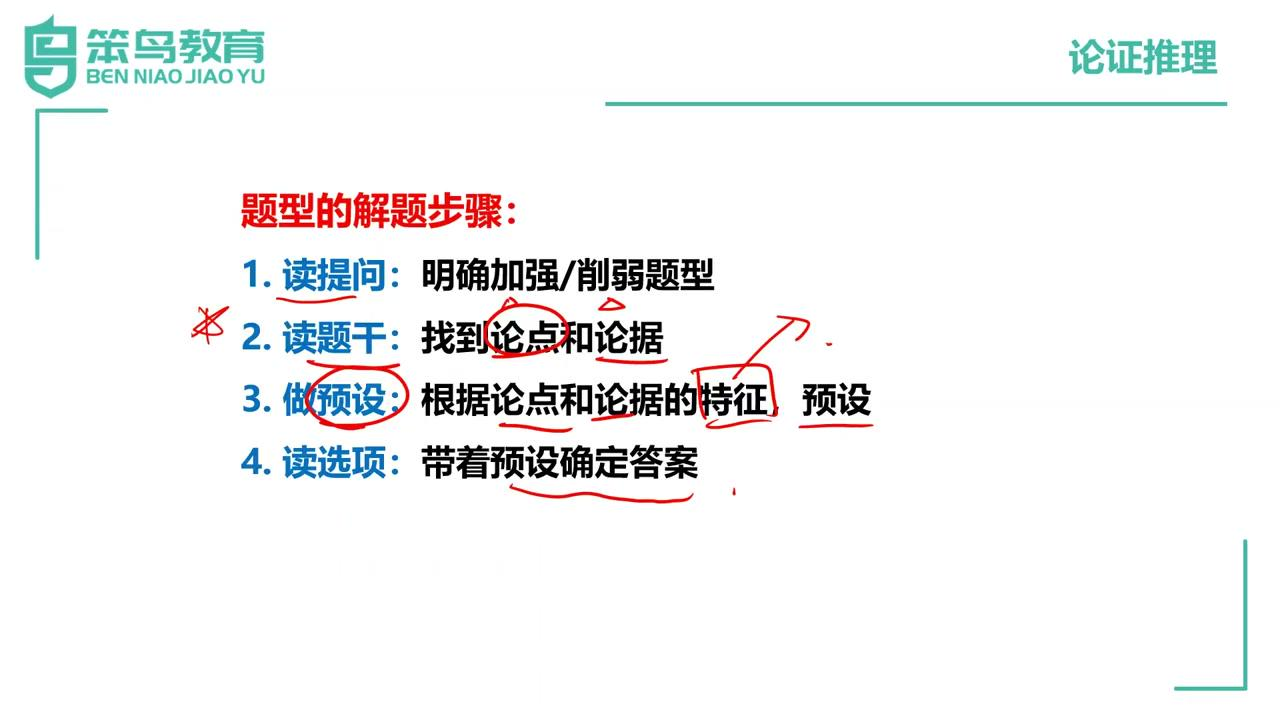 笨鸟教育
BEN NIAO JIAO YU
论证推理
题型的解题步骤：
1. 读提问：明确加强/削弱题型
2. 读题干：找到论点和论据
3. 做预设：根据论点和论据的特征，预设
4. 读选项：带着预设确定答案